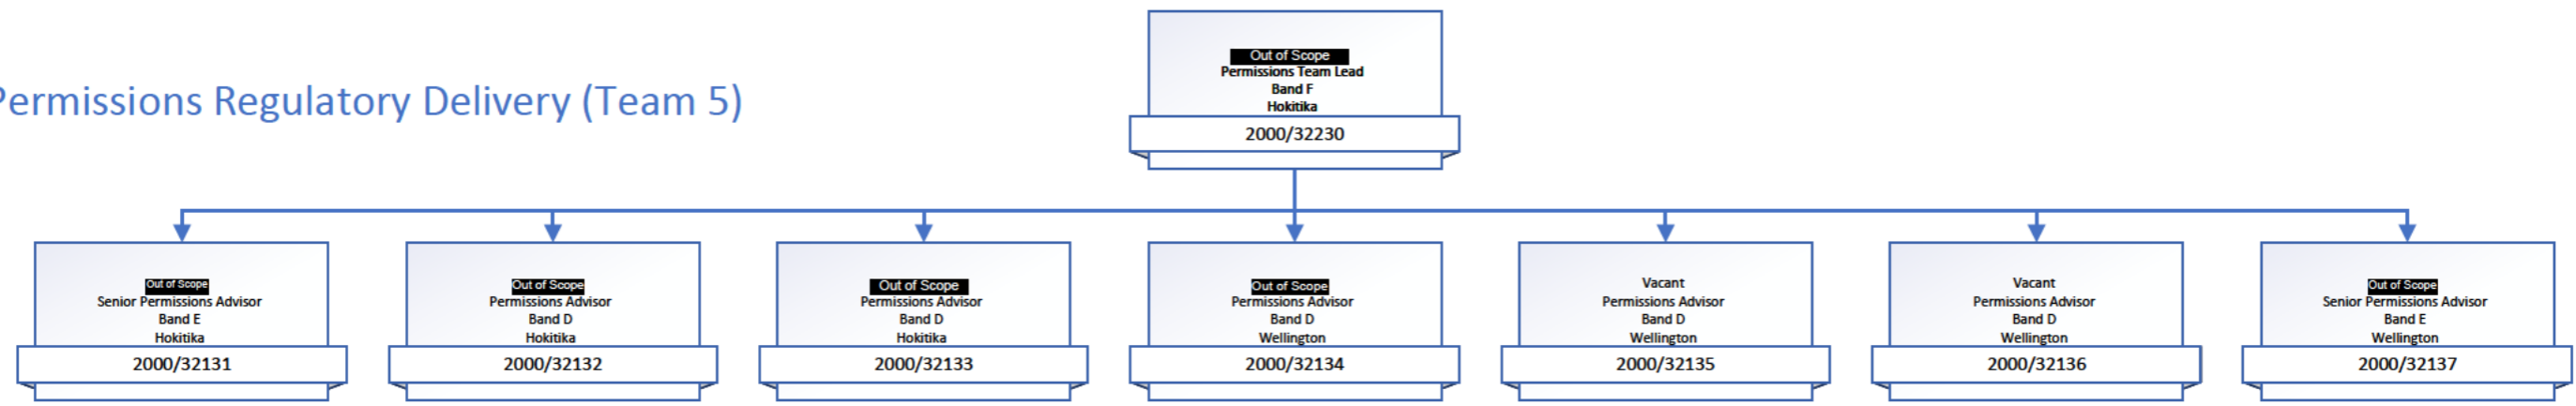 Permissions Regulatory Delivery (Team 5)
Out of Scope
Permissions Team Lead
Band F
Hokitika
2000/32230
Out of Scope
Senior Permissions Advisor
Band E
Hokitika
2000/32131
Out of Scope
Permissions Advisor
Band D
Hokitika
2000/32132
Out of Scope
Permissions Advisor
Band D
Hokitika
2000/32133
Out of Scope
Permissions Advisor
Band D
Wellington
2000/32134
Vacant
Permissions Advisor
Band D
Wellington
2000/32135
Vacant
Permissions Advisor
Band D
Wellington
2000/32136
Out of Scope
Senior Permissions Advisor
Band E
Wellington
2000/32137